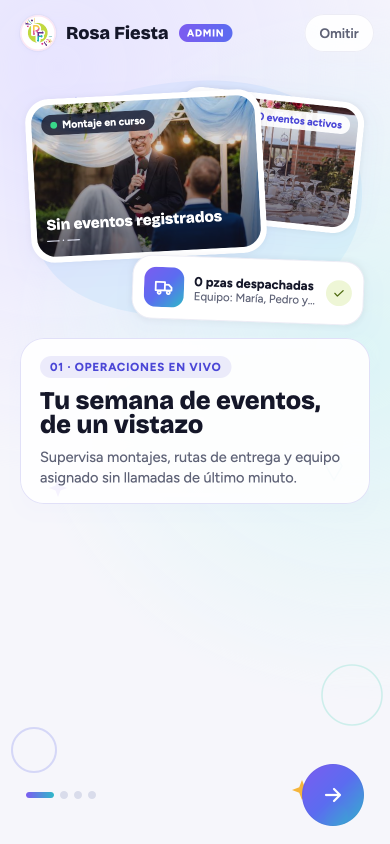 Rosa Fiesta
ADMIN
Omitir
Montaje en curso
0 eventos activos
Sin eventos registrados
— · —
0 pzas despachadas
Equipo: María, Pedro y...
01 · OPERACIONES EN VIVO
Tu semana de eventos,
de un vistazo
Supervisa montajes, rutas de entrega y equipo
asignado sin llamadas de último minuto.